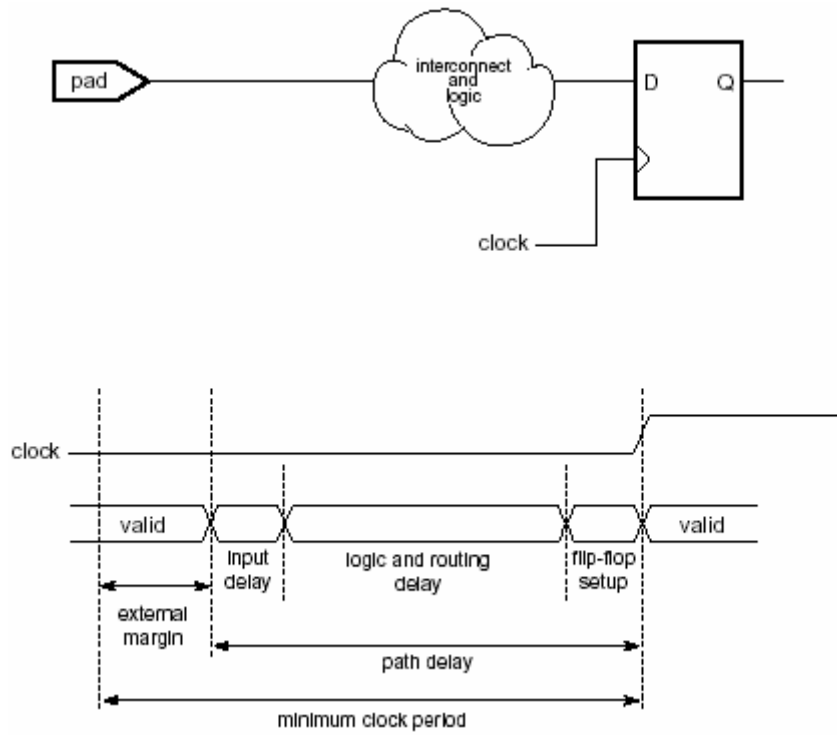 pad
interconnect
and
logic
D
Q
clock
clock
valid
valid
input
delay
logic and routing
delay
flip-flop
setup
external
margin
path delay
minimum clock period